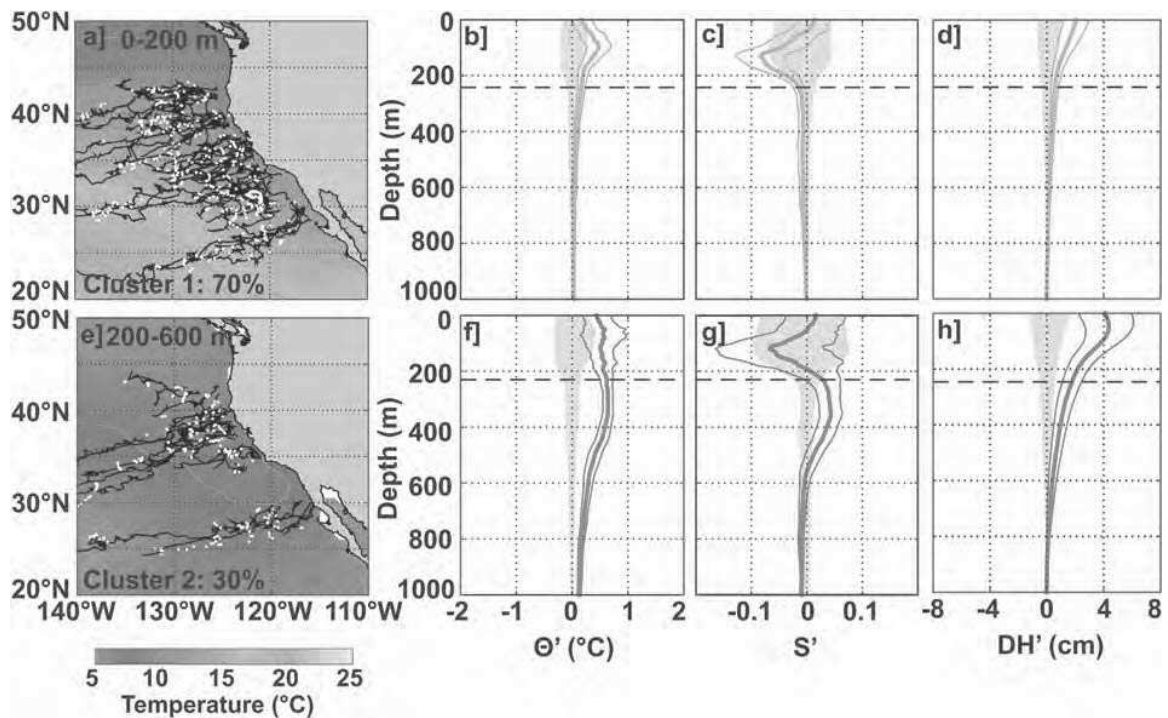 50°N
40°N
30°N
20°N
a] 0-200 m
Cluster 1: 70%
b]
c]
d]
0
200
400
600
800
1000
Depth (m)
50°N
40°N
30°N
20°N
e] 200-600 m
Cluster 2: 30%
f]
g]
h]
0
200
400
600
800
1000
Depth (m)
140°W 130°W 120°W 110°W
-2 -1 0 1 2
-0.1 0 0.1
-8 -4 0 4 8
Θ' (°C)
S'
DH' (cm)
5 10 15 20 25
Temperature (°C)